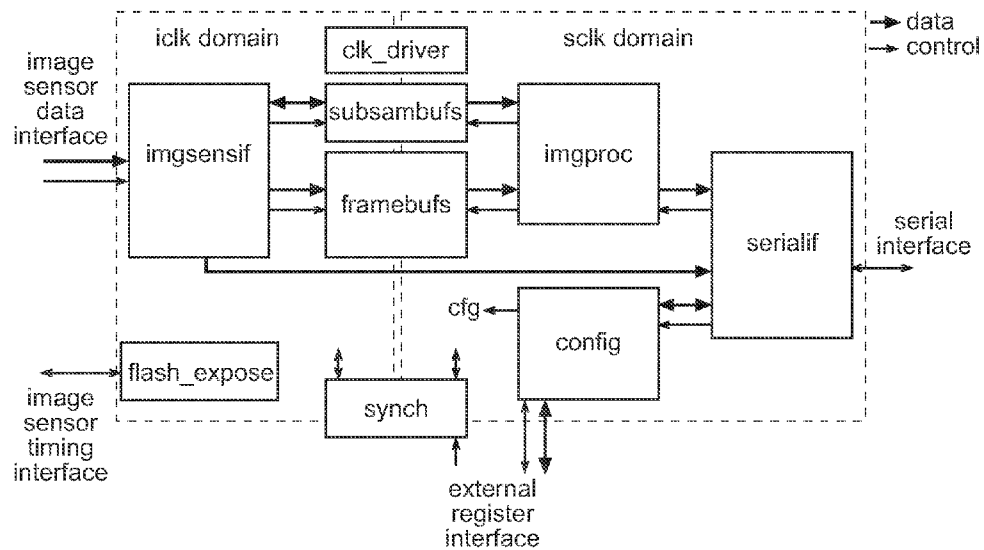 iclk domain
sclk domain
data
control
clk_driver
image
sensor
data
interface
subsambufs
imgsensif
imgproc
framebufs
serialif
serial
interface
cfg
config
flash_expose
synch
image
sensor
timing
interface
external
register
interface